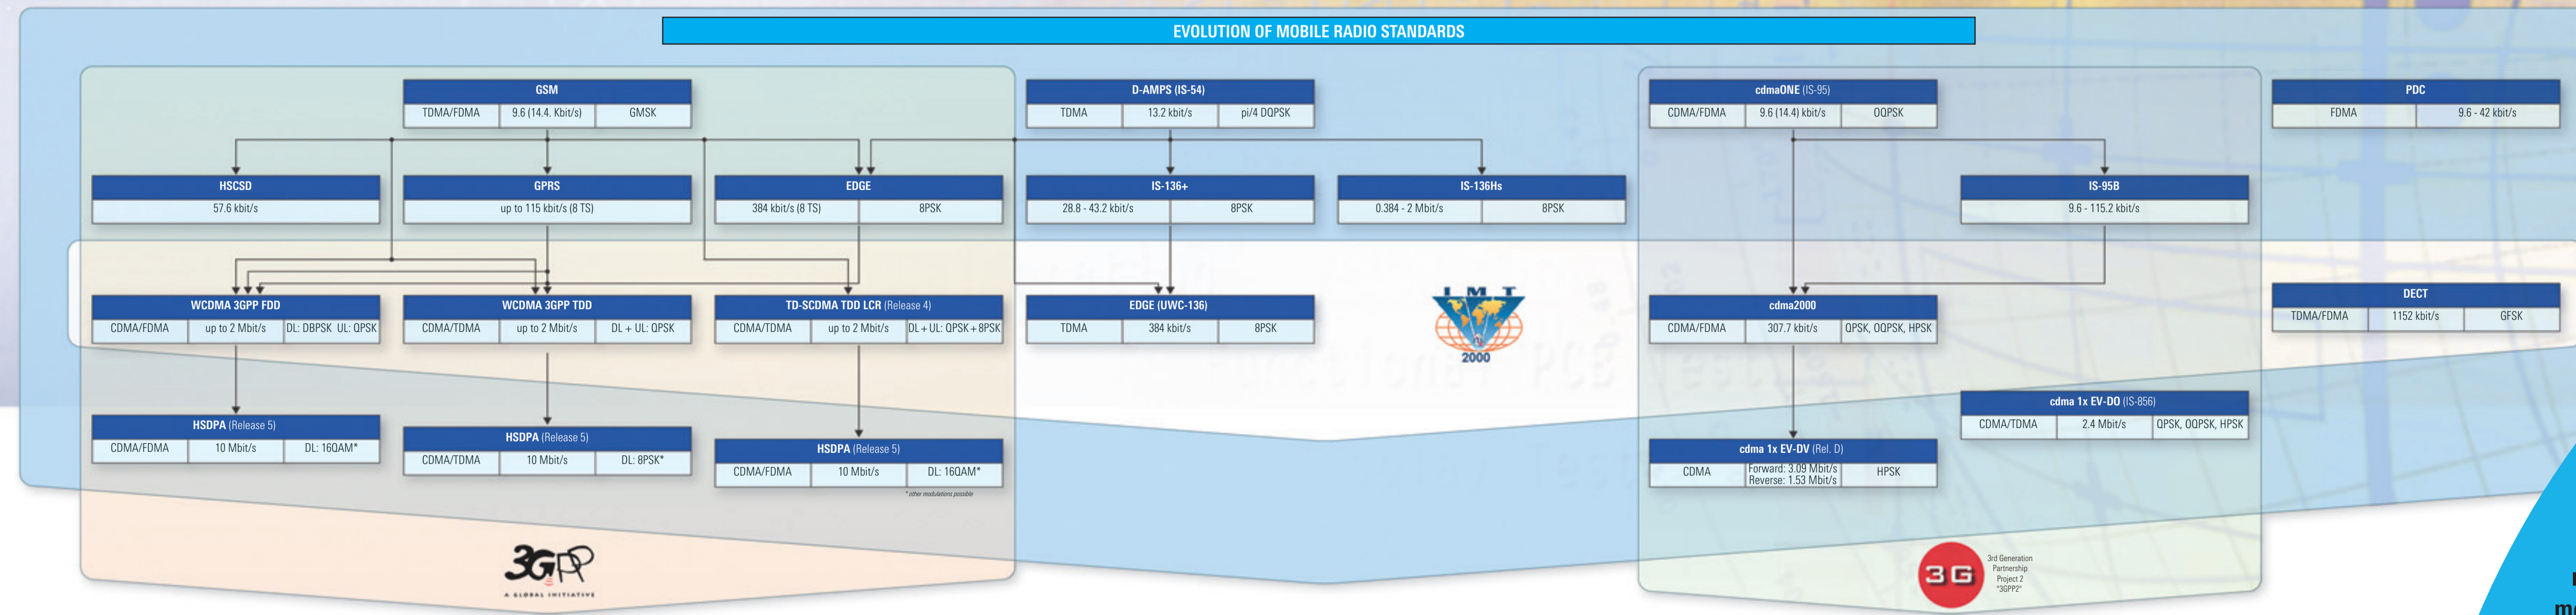 EVOLUTION OF MOBILE RADIO STANDARDS
GSM
TDMA/FDMA 9.6 (14.4. Kbit/s) GMSK
D-AMPS (IS-54)
TDMA 13.2 kbit/s pi/4 DQPSK
cdmaONE (IS-95)
CDMA/FDMA 9.6 (14.4) kbit/s OQPSK
PDC
FDMA 9.6 - 42 kbit/s
HSCSD
57.6 kbit/s
GPRS
up to 115 kbit/s (8 TS)
EDGE
384 kbit/s (8 TS) 8PSK
IS-136+
28.8 - 43.2 kbit/s 8PSK
IS-136Hs
0.384 - 2 Mbit/s 8PSK
IS-95B
9.6 - 115.2 kbit/s
WCDMA 3GPP FDD
CDMA/FDMA up to 2 Mbit/s DL: DBPSK UL: QPSK
WCDMA 3GPP TDD
CDMA/TDMA up to 2 Mbit/s DL + UL: QPSK
TD-SCDMA TDD LCR (Release 4)
CDMA/TDMA up to 2 Mbit/s DL + UL: QPSK + 8PSK
EDGE (UWC-136)
TDMA 384 kbit/s 8PSK
IMT
2000
cdma2000
CDMA/FDMA 307.7 kbit/s QPSK, OQPSK, HPSK
DECT
TDMA/FDMA 1152 kbit/s GFSK
HSDPA (Release 5)
CDMA/FDMA 10 Mbit/s DL: 16QAM*
HSDPA (Release 5)
CDMA/TDMA 10 Mbit/s DL: 8PSK*
HSDPA (Release 5)
CDMA/FDMA 10 Mbit/s DL: 16QAM*
* other modulations possible
cdma 1x EV-DO (IS-856)
CDMA/TDMA 2.4 Mbit/s QPSK, OQPSK, HPSK
cdma 1x EV-DV (Rel. D)
CDMA Forward: 3.09 Mbit/s HPSK
Reverse: 1.53 Mbit/s
3GPP
A GLOBAL INITIATIVE
3G
3rd Generation
Partnership
Project 2
"3GPP2"